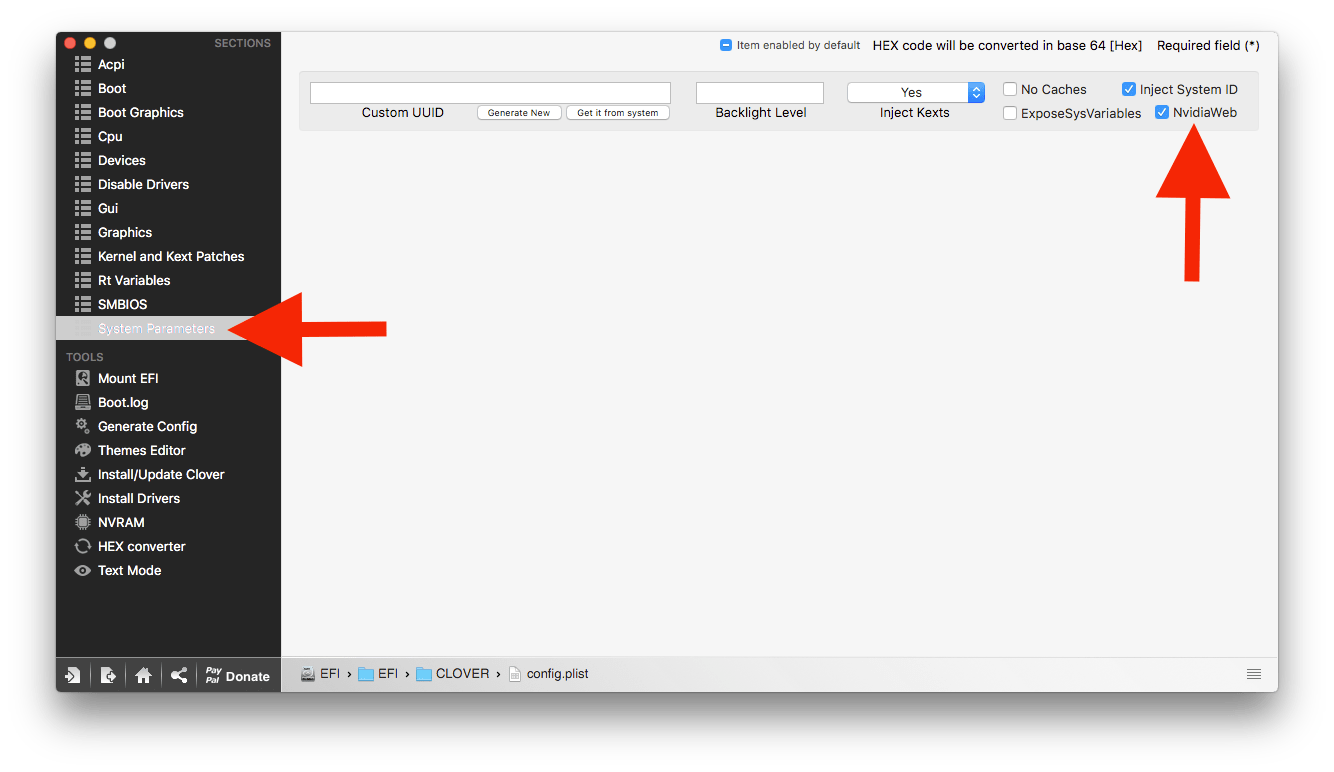 SECTIONS
Acpi
Boot
Boot Graphics
Cpu
Devices
Disable Drivers
Gui
Graphics
Kernel and Kext Patches
Rt Variables
SMBIOS
System Parameters
TOOLS
Mount EFI
Boot.log
Generate Config
Themes Editor
Install/Update Clover
Install Drivers
NVRAM
HEX converter
Text Mode
Pay
Pal Donate
Item enabled by default HEX code will be converted in base 64 [Hex] Required field (*)
Yes No Caches Inject System ID
Custom UUID Generate New Get it from system Backlight Level Inject Kexts ExposeSysVariables NvidiaWeb
EFI › EFI › CLOVER › config.plist